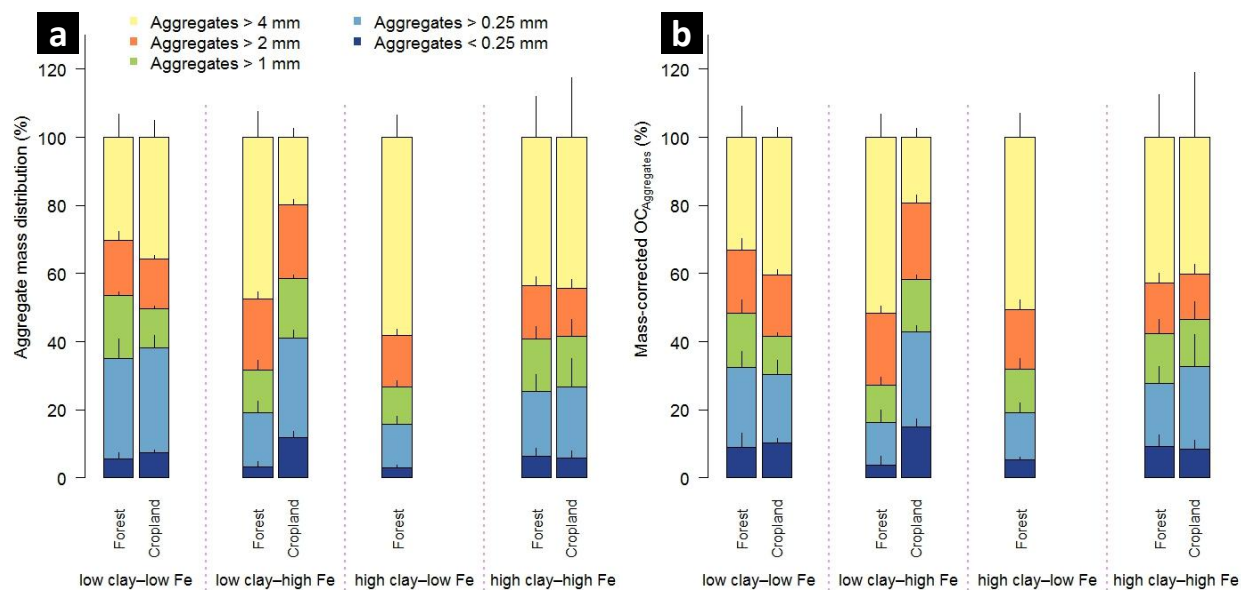 a
Aggregates > 4 mm
Aggregates > 2 mm
Aggregates > 1 mm
Aggregates > 0.25 mm
Aggregates < 0.25 mm
Aggregate mass distribution (%)
120
100
80
60
40
20
0
Forest
Cropland
Forest
Cropland
Forest
Forest
Cropland
low clay–low Fe
low clay–high Fe
high clay–low Fe
high clay–high Fe
b
Mass-corrected OCAggregates (%)
120
100
80
60
40
20
0
Forest
Cropland
Forest
Cropland
Forest
Forest
Cropland
low clay–low Fe
low clay–high Fe
high clay–low Fe
high clay–high Fe